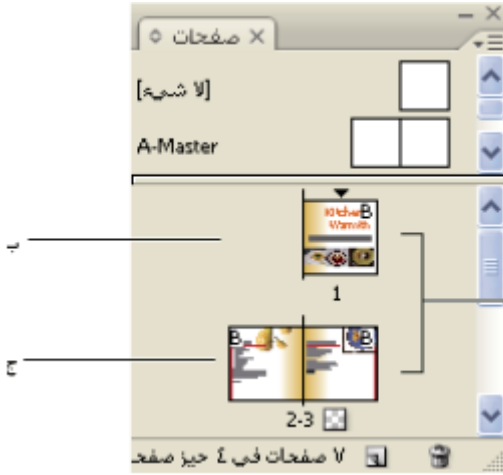 صفحات
[لا شيء]
A-Master
B
Kitchen
Warmth
ب
1
B B
ج
2-3
٧ صفحات في ٤ حيز صفح